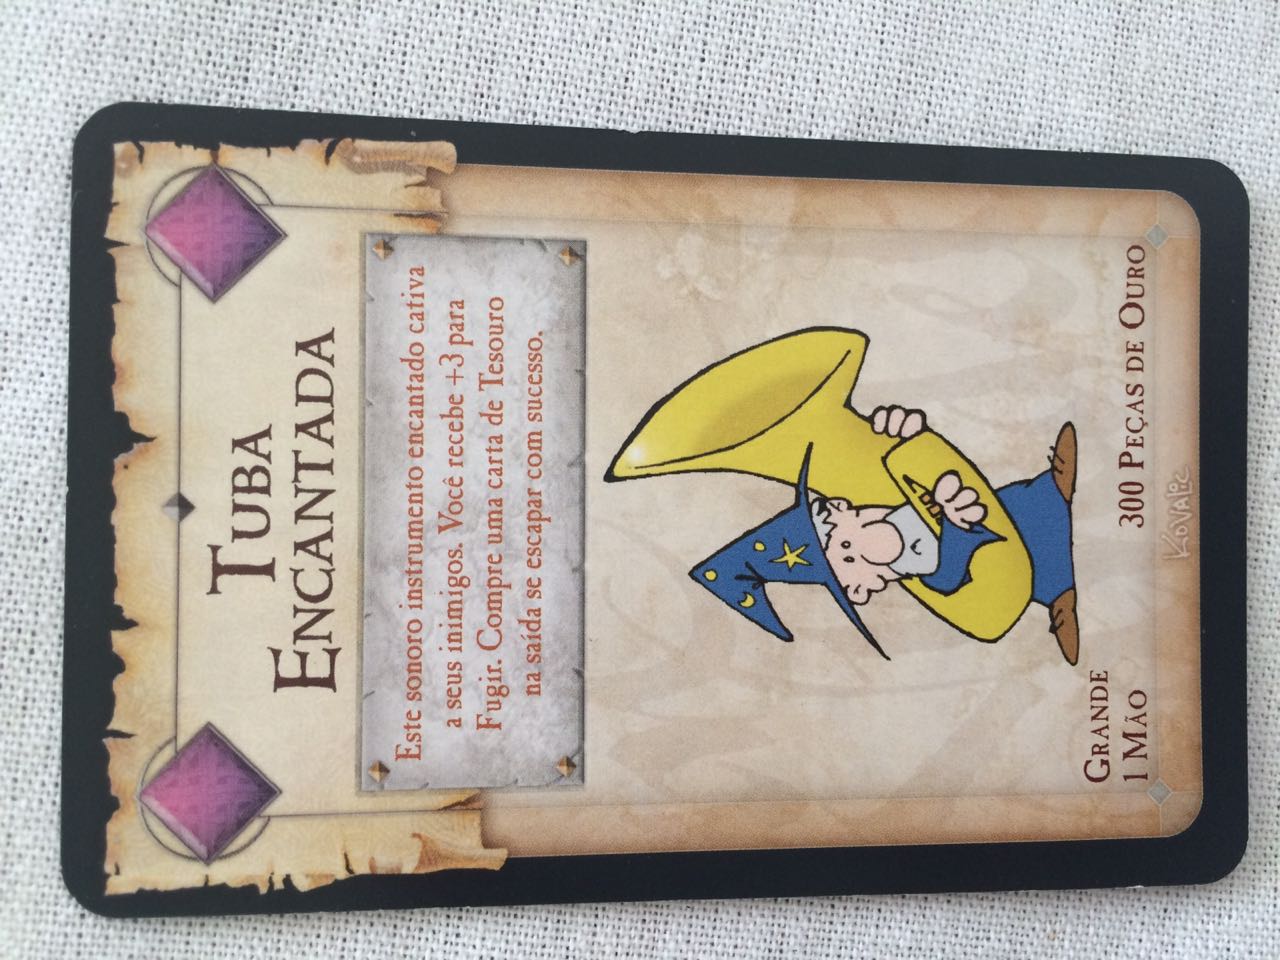 Tuba
Encantada
Este sonoro instrumento encantado cativa
a seus inimigos. Você recebe +3 para
Fugir. Compre uma carta de Tesouro
na saída se escapar com sucesso.
Grande
1 Mão
300 Peças de Ouro
Kovalic